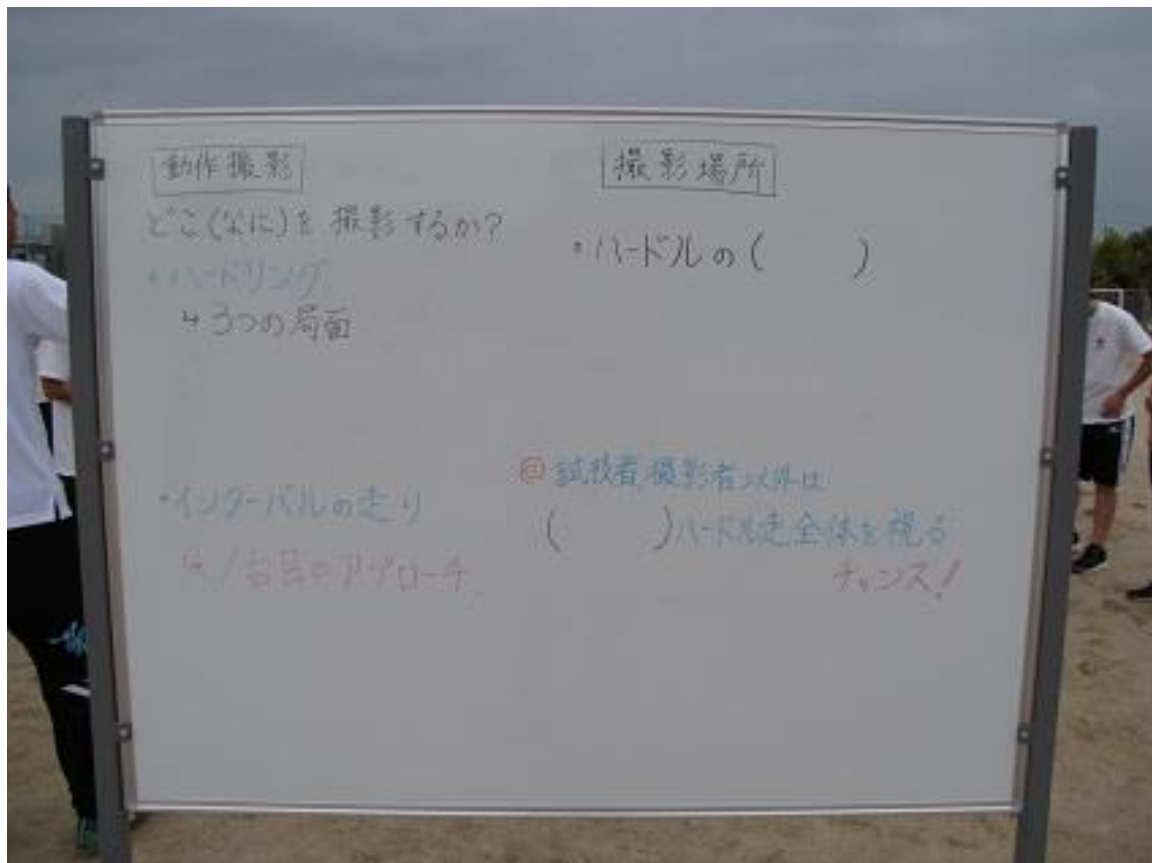 動作撮影
どこ(なに)を撮影するか?
・ハードリング
↳3つの局面
・インターバルの走り
↳1台目のアプローチ
撮影場所
・ハードルの(　　)
試技者,撮影者以外は
(　　)ハードル走全体を視る
チャンス!